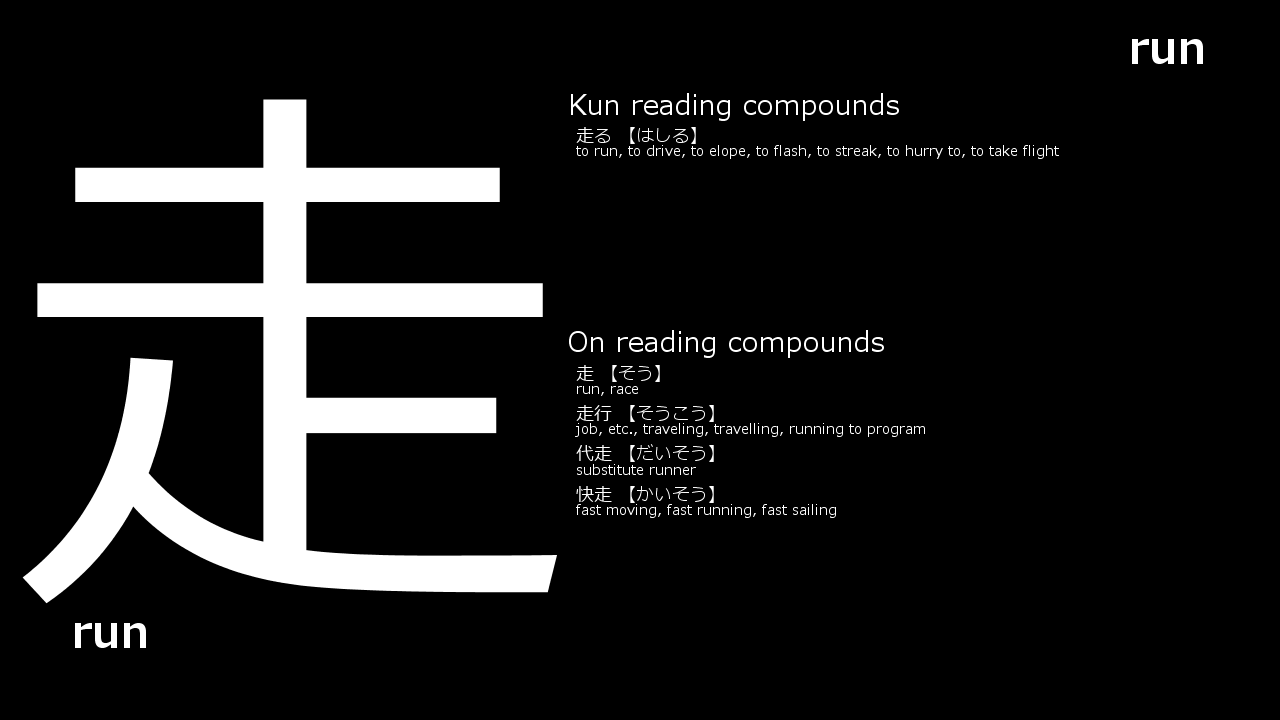 run
走
run
Kun reading compounds
走る 【はしる】
to run, to drive, to elope, to flash, to streak, to hurry to, to take flight
On reading compounds
走 【そう】
run, race
走行 【そうこう】
job, etc., traveling, travelling, running to program
代走 【だいそう】
substitute runner
快走 【かいそう】
fast moving, fast running, fast sailing